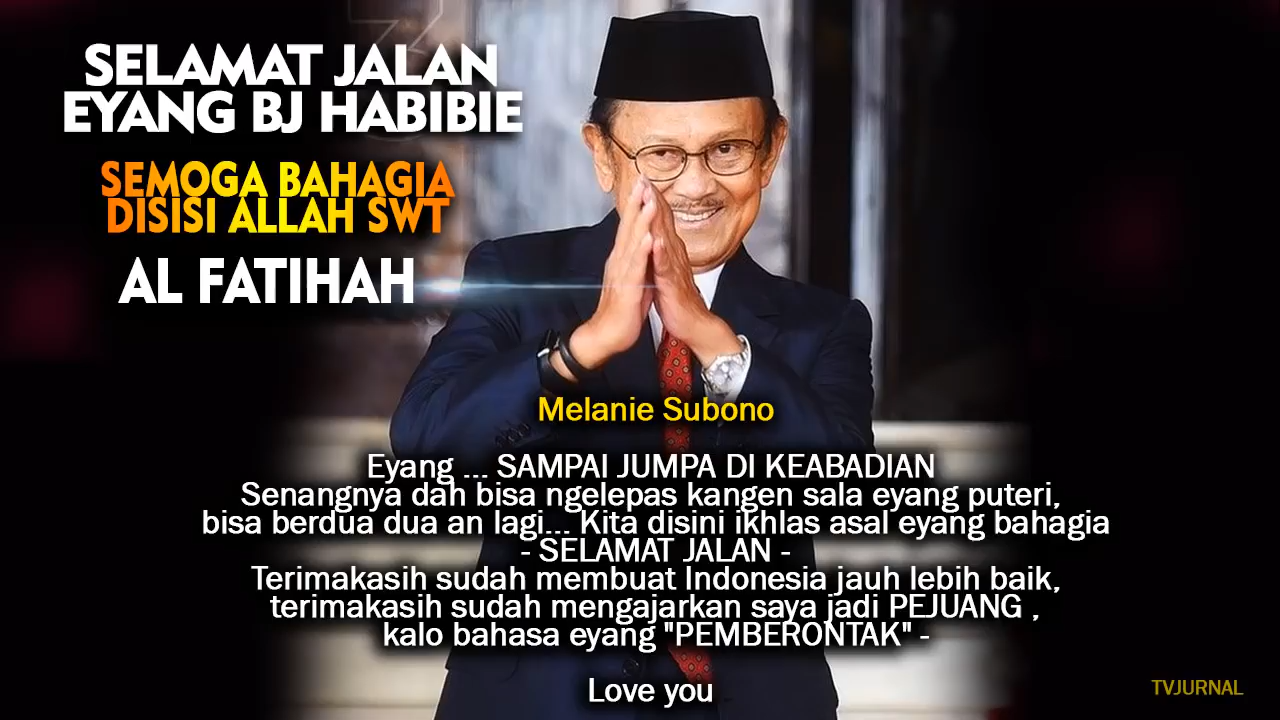 SELAMAT JALAN
EYANG BJ HABIBIE
SEMOGA BAHAGIA
DISISI ALLAH SWT
AL FATIHAH
Melanie Subono
Eyang ... SAMPAI JUMPA DI KEABADIAN
Senangnya dah bisa ngelepas kangen sala eyang puteri,
bisa berdua dua an lagi... Kita disini ikhlas asal eyang bahagia
- SELAMAT JALAN -
Terimakasih sudah membuat Indonesia jauh lebih baik,
terimakasih sudah mengajarkan saya jadi PEJUANG ,
kalo bahasa eyang "PEMBERONTAK" -
Love you
TVJURNAL